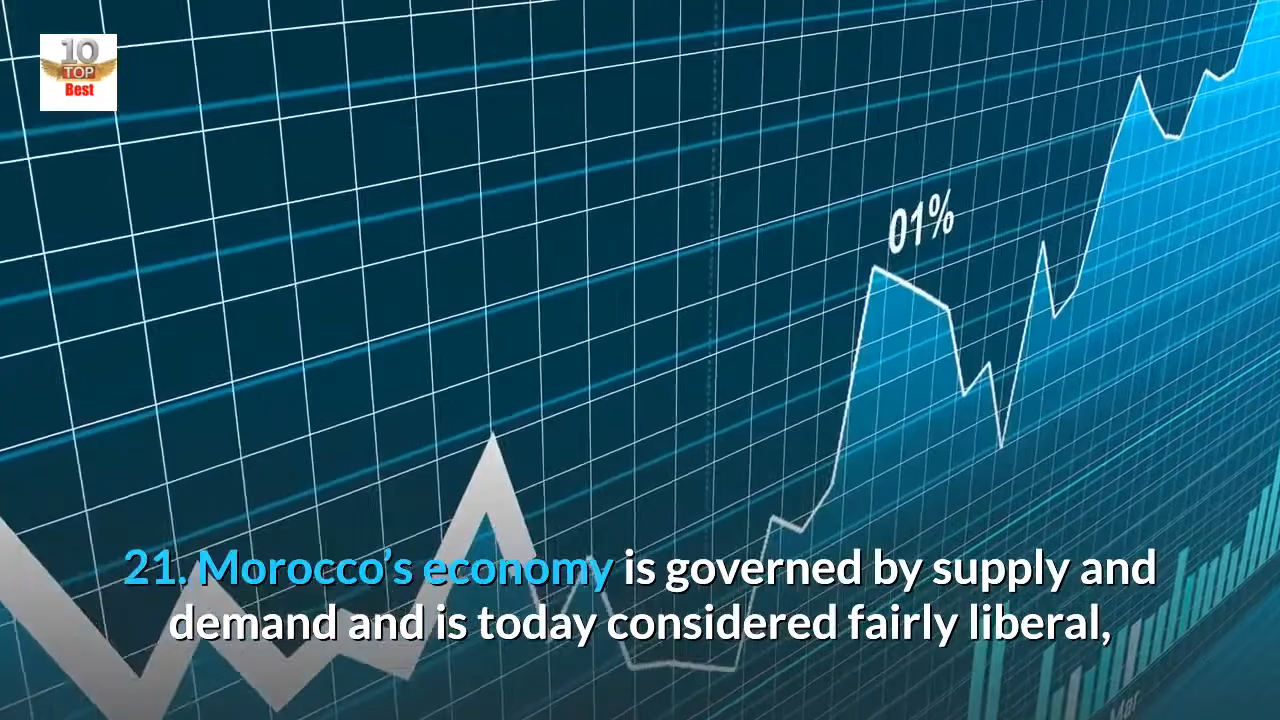 10
TOP
Best
01%
21. Morocco’s economy is governed by supply and
demand and is today considered fairly liberal,
Mar